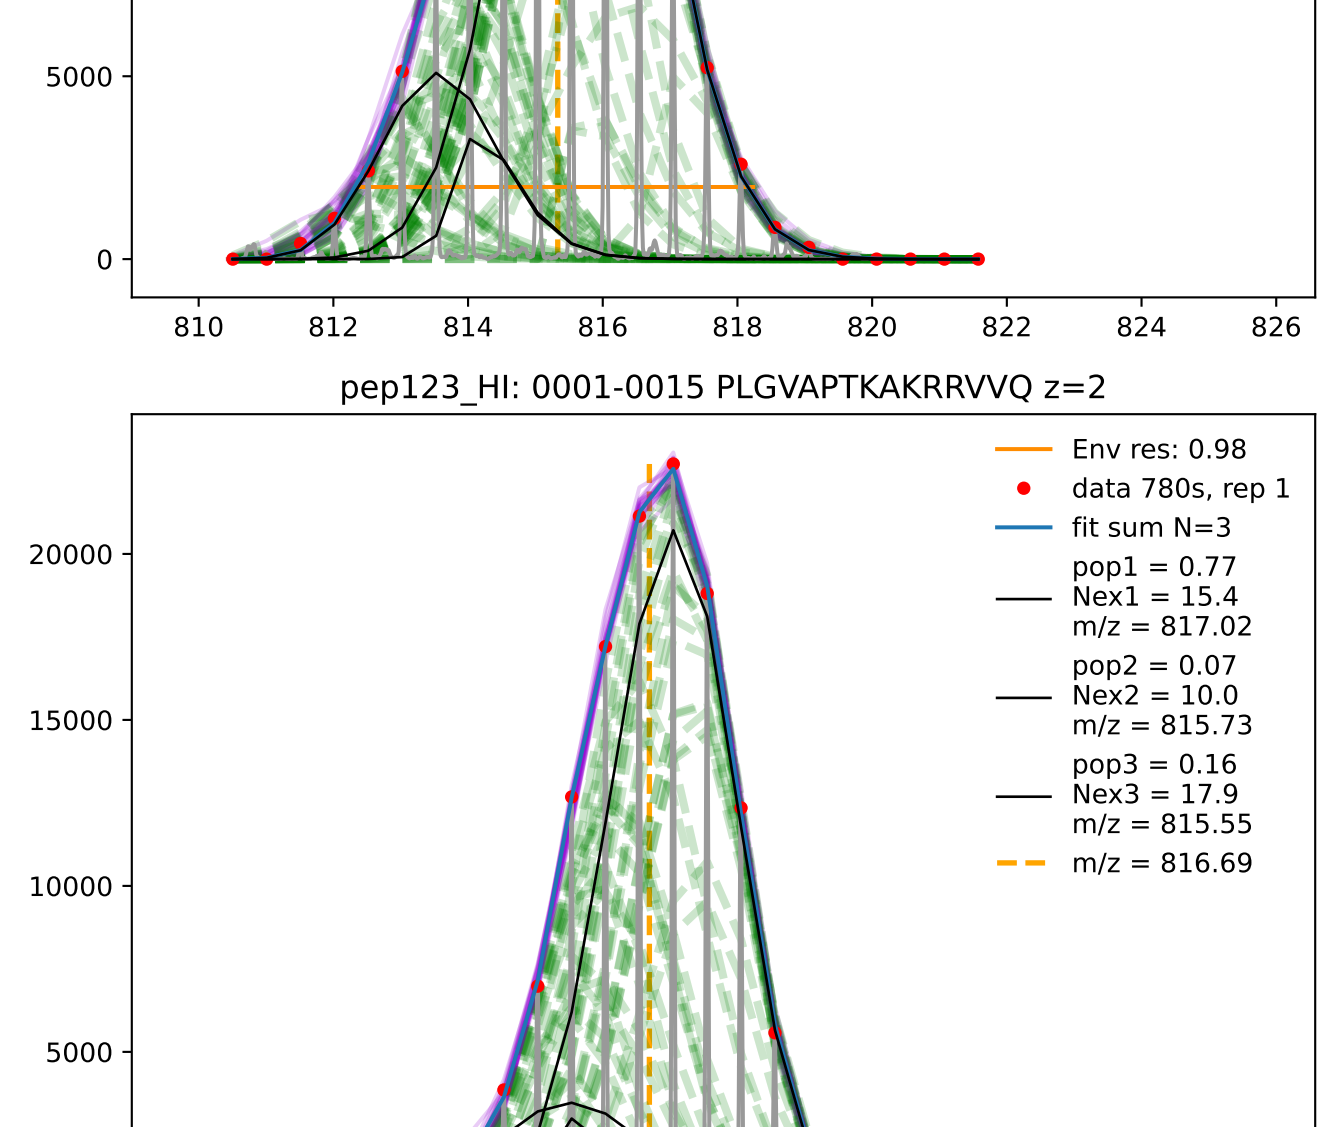 5000
0
810 812 814 816 818 820 822 824 826
pep123_HI: 0001-0015 PLGVAPTKAKRRVVQ z=2
Env res: 0.98
data 780s, rep 1
fit sum N=3
pop1 = 0.77
Nex1 = 15.4
m/z = 817.02
pop2 = 0.07
Nex2 = 10.0
m/z = 815.73
pop3 = 0.16
Nex3 = 17.9
m/z = 815.55
m/z = 816.69
20000
15000
10000
5000